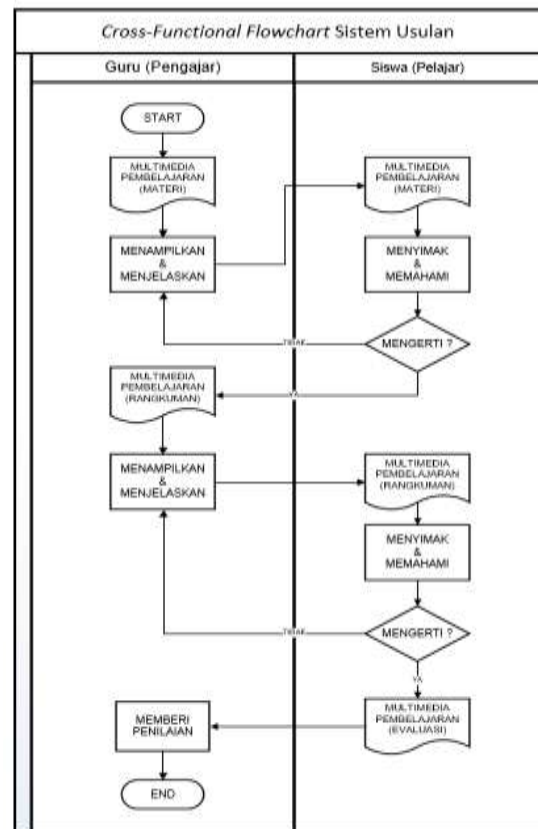 Cross-Functional Flowchart Sistem Usulan
Guru (Pengajar)
Siswa (Pelajar)
START
MULTIMEDIA
PEMBELAJARAN
(MATERI)
MULTIMEDIA
PEMBELAJARAN
(MATERI)
MENAMPILKAN
&
MENJELASKAN
MENYIMAK
&
MEMAHAMI
MENGERTI ?
TIDAK
MULTIMEDIA
PEMBELAJARAN
(RANGKUMAN)
YA
MENAMPILKAN
&
MENJELASKAN
MULTIMEDIA
PEMBELAJARAN
(RANGKUMAN)
MENYIMAK
&
MEMAHAMI
MENGERTI ?
TIDAK
YA
MEMBERI
PENILAIAN
MULTIMEDIA
PEMBELAJARAN
(EVALUASI)
END